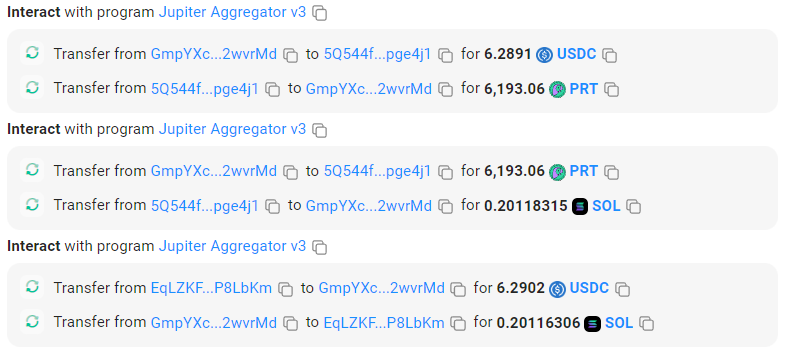 Interact with program Jupiter Aggregator v3
Transfer from GmpYXc...2wvrMd to 5Q544f...pge4j1 for 6.2891 USDC
Transfer from 5Q544f...pge4j1 to GmpYXc...2wvrMd for 6,193.06 PRT
Interact with program Jupiter Aggregator v3
Transfer from GmpYXc...2wvrMd to 5Q544f...pge4j1 for 6,193.06 PRT
Transfer from 5Q544f...pge4j1 to GmpYXc...2wvrMd for 0.20118315 SOL
Interact with program Jupiter Aggregator v3
Transfer from EqLZKF...P8LbKm to GmpYXc...2wvrMd for 6.2902 USDC
Transfer from GmpYXc...2wvrMd to EqLZKF...P8LbKm for 0.20116306 SOL